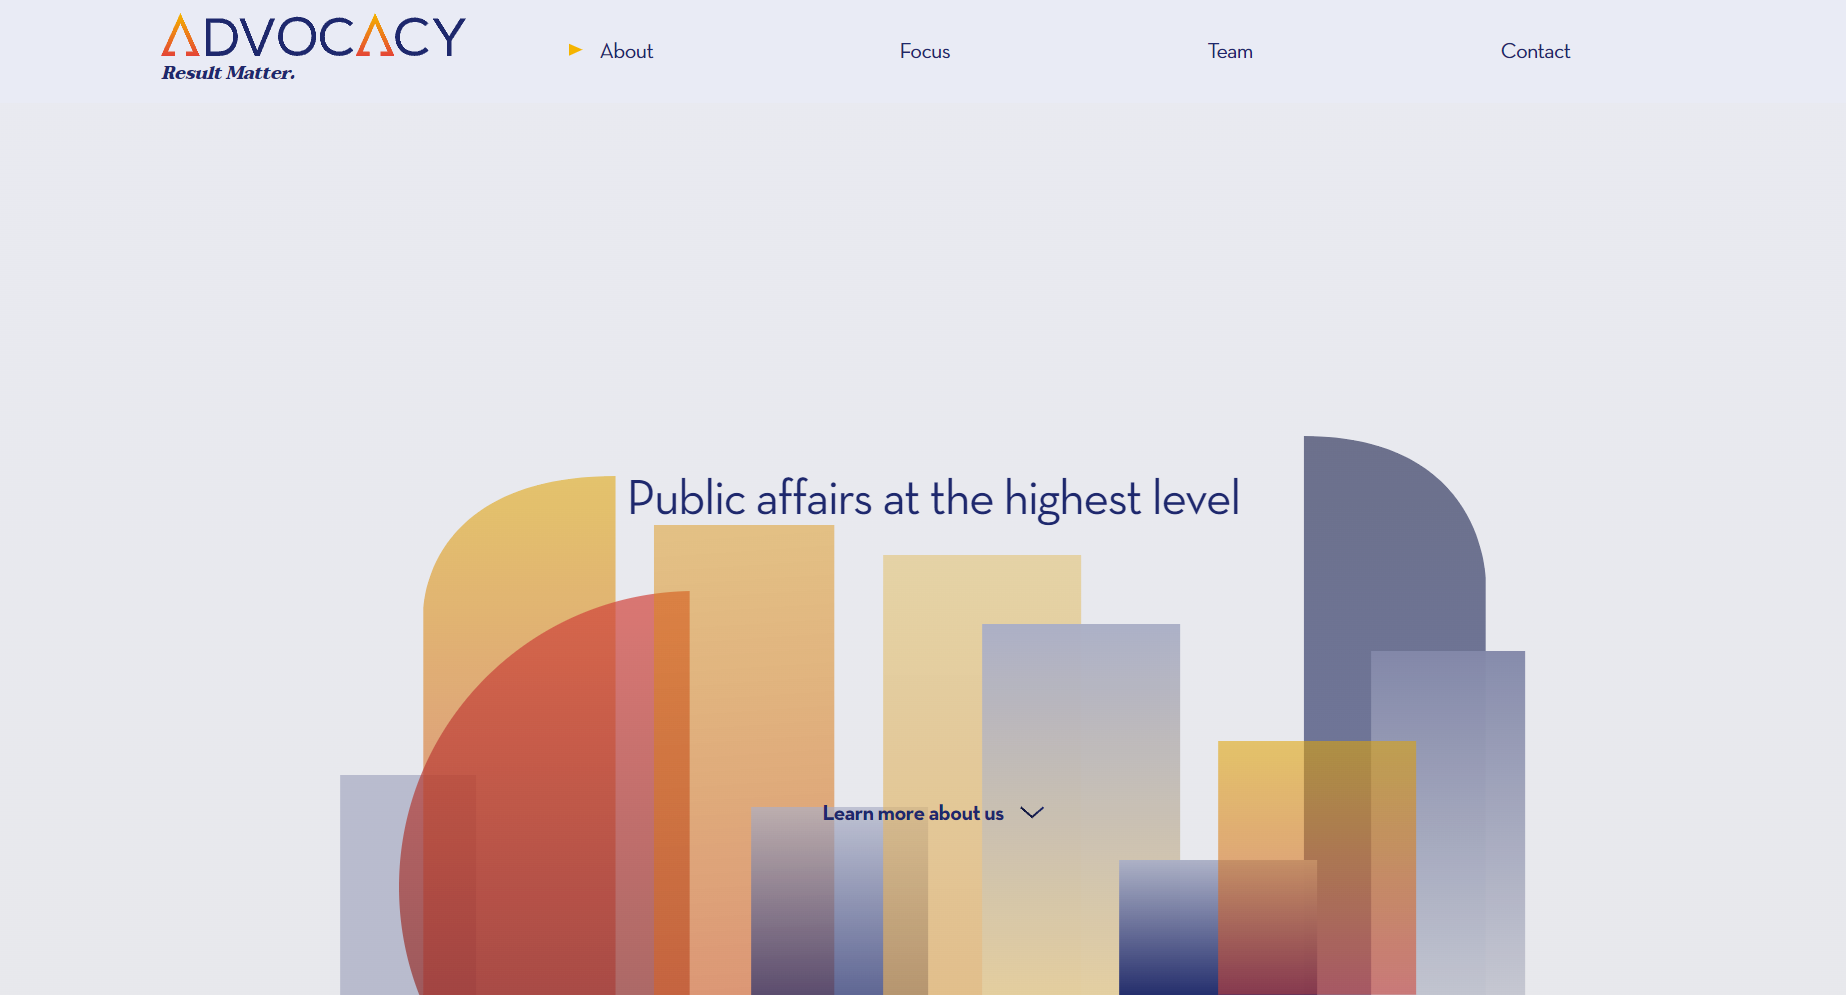 ADVOCACY
Result Matter.
About
Focus
Team
Contact
Public affairs at the highest level
Learn more about us